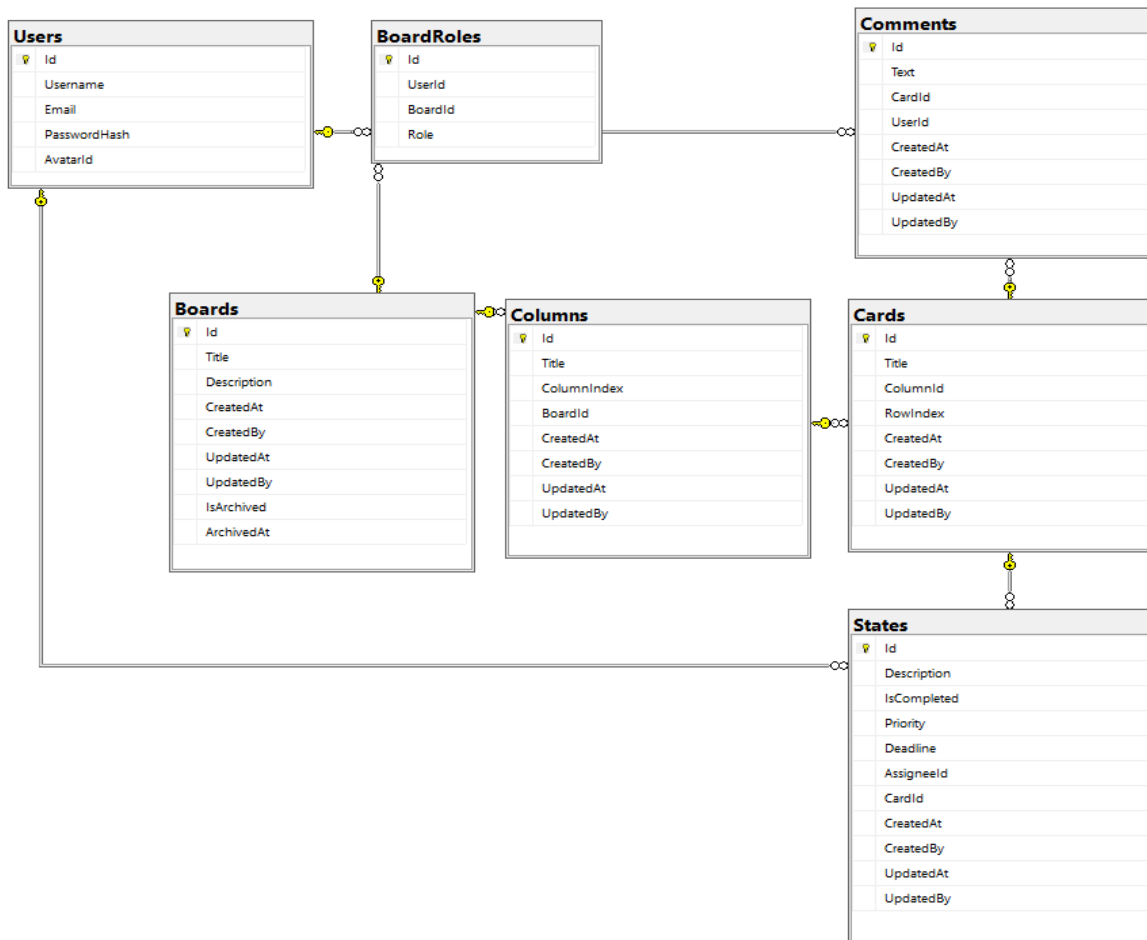 Users
Id
Username
Email
PasswordHash
AvatarId
BoardRoles
Id
UserId
BoardId
Role
Comments
Id
Text
CardId
UserId
CreatedAt
CreatedBy
UpdatedAt
UpdatedBy
Boards
Id
Title
Description
CreatedAt
CreatedBy
UpdatedAt
UpdatedBy
IsArchived
ArchivedAt
Columns
Id
Title
ColumnIndex
BoardId
CreatedAt
CreatedBy
UpdatedAt
UpdatedBy
Cards
Id
Title
ColumnId
RowIndex
CreatedAt
CreatedBy
UpdatedAt
UpdatedBy
States
Id
Description
IsCompleted
Priority
Deadline
AssigneeId
CardId
CreatedAt
CreatedBy
UpdatedAt
UpdatedBy